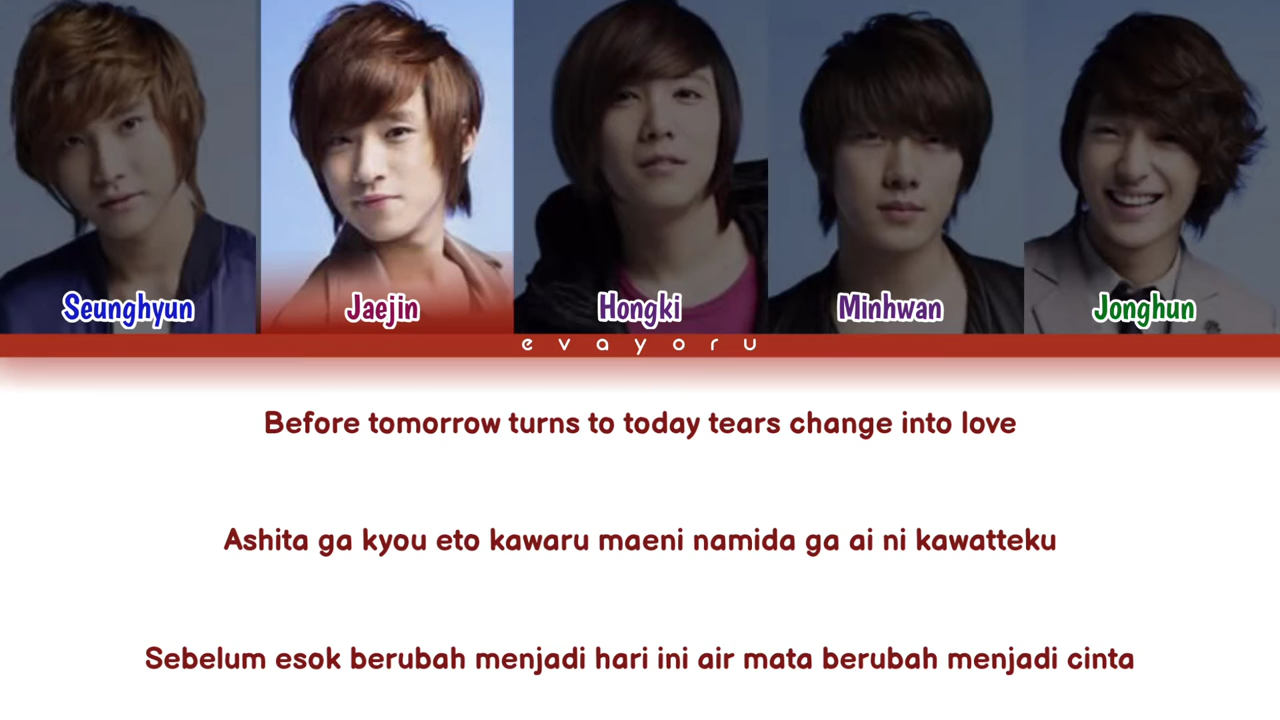 Seunghyun Jaejin Hongki Minhwan Jonghun
evayoru
Before tomorrow turns to today tears change into love
Ashita ga kyou eto kawaru maeni namida ga ai ni kawatteku
Sebelum esok berubah menjadi hari ini air mata berubah menjadi cinta